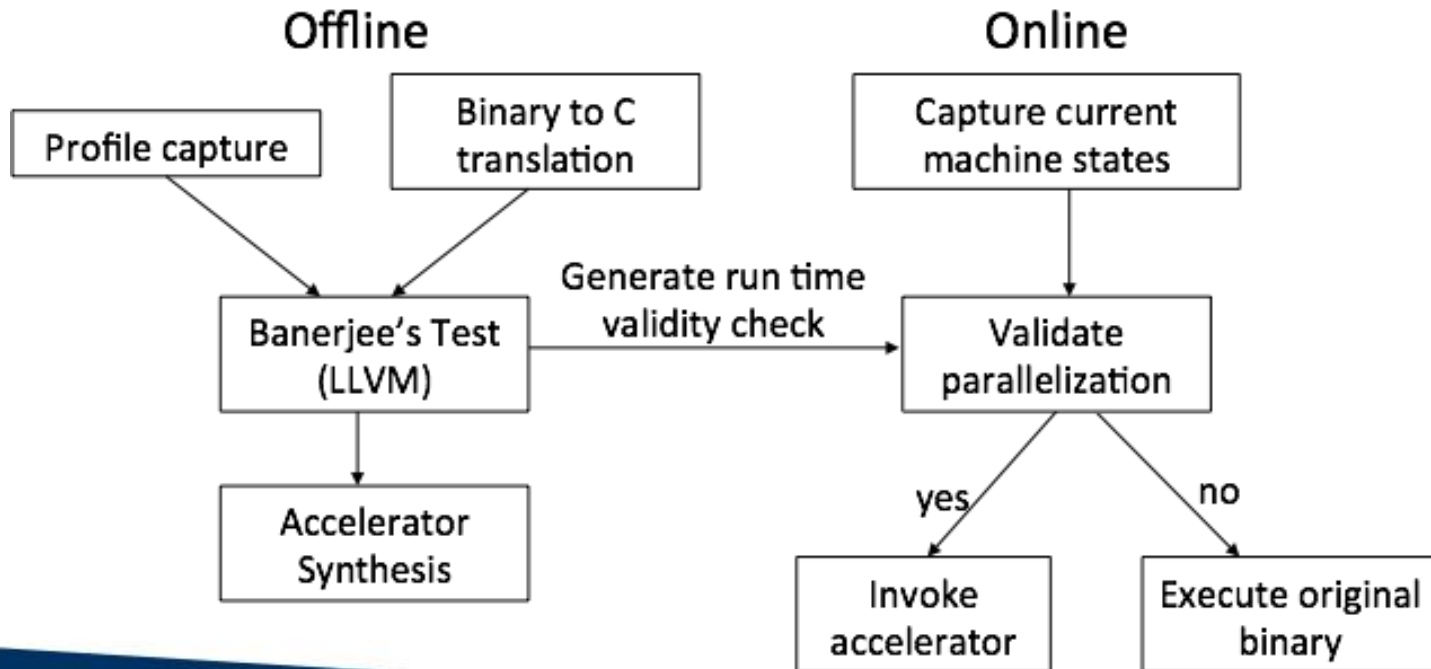 Offline
Online
Profile capture
Binary to C
translation
Capture current
machine states
Generate run time
validity check
Banerjee's Test
(LLVM)
Validate
parallelization
yes
no
Accelerator
Synthesis
Invoke
accelerator
Execute original
binary